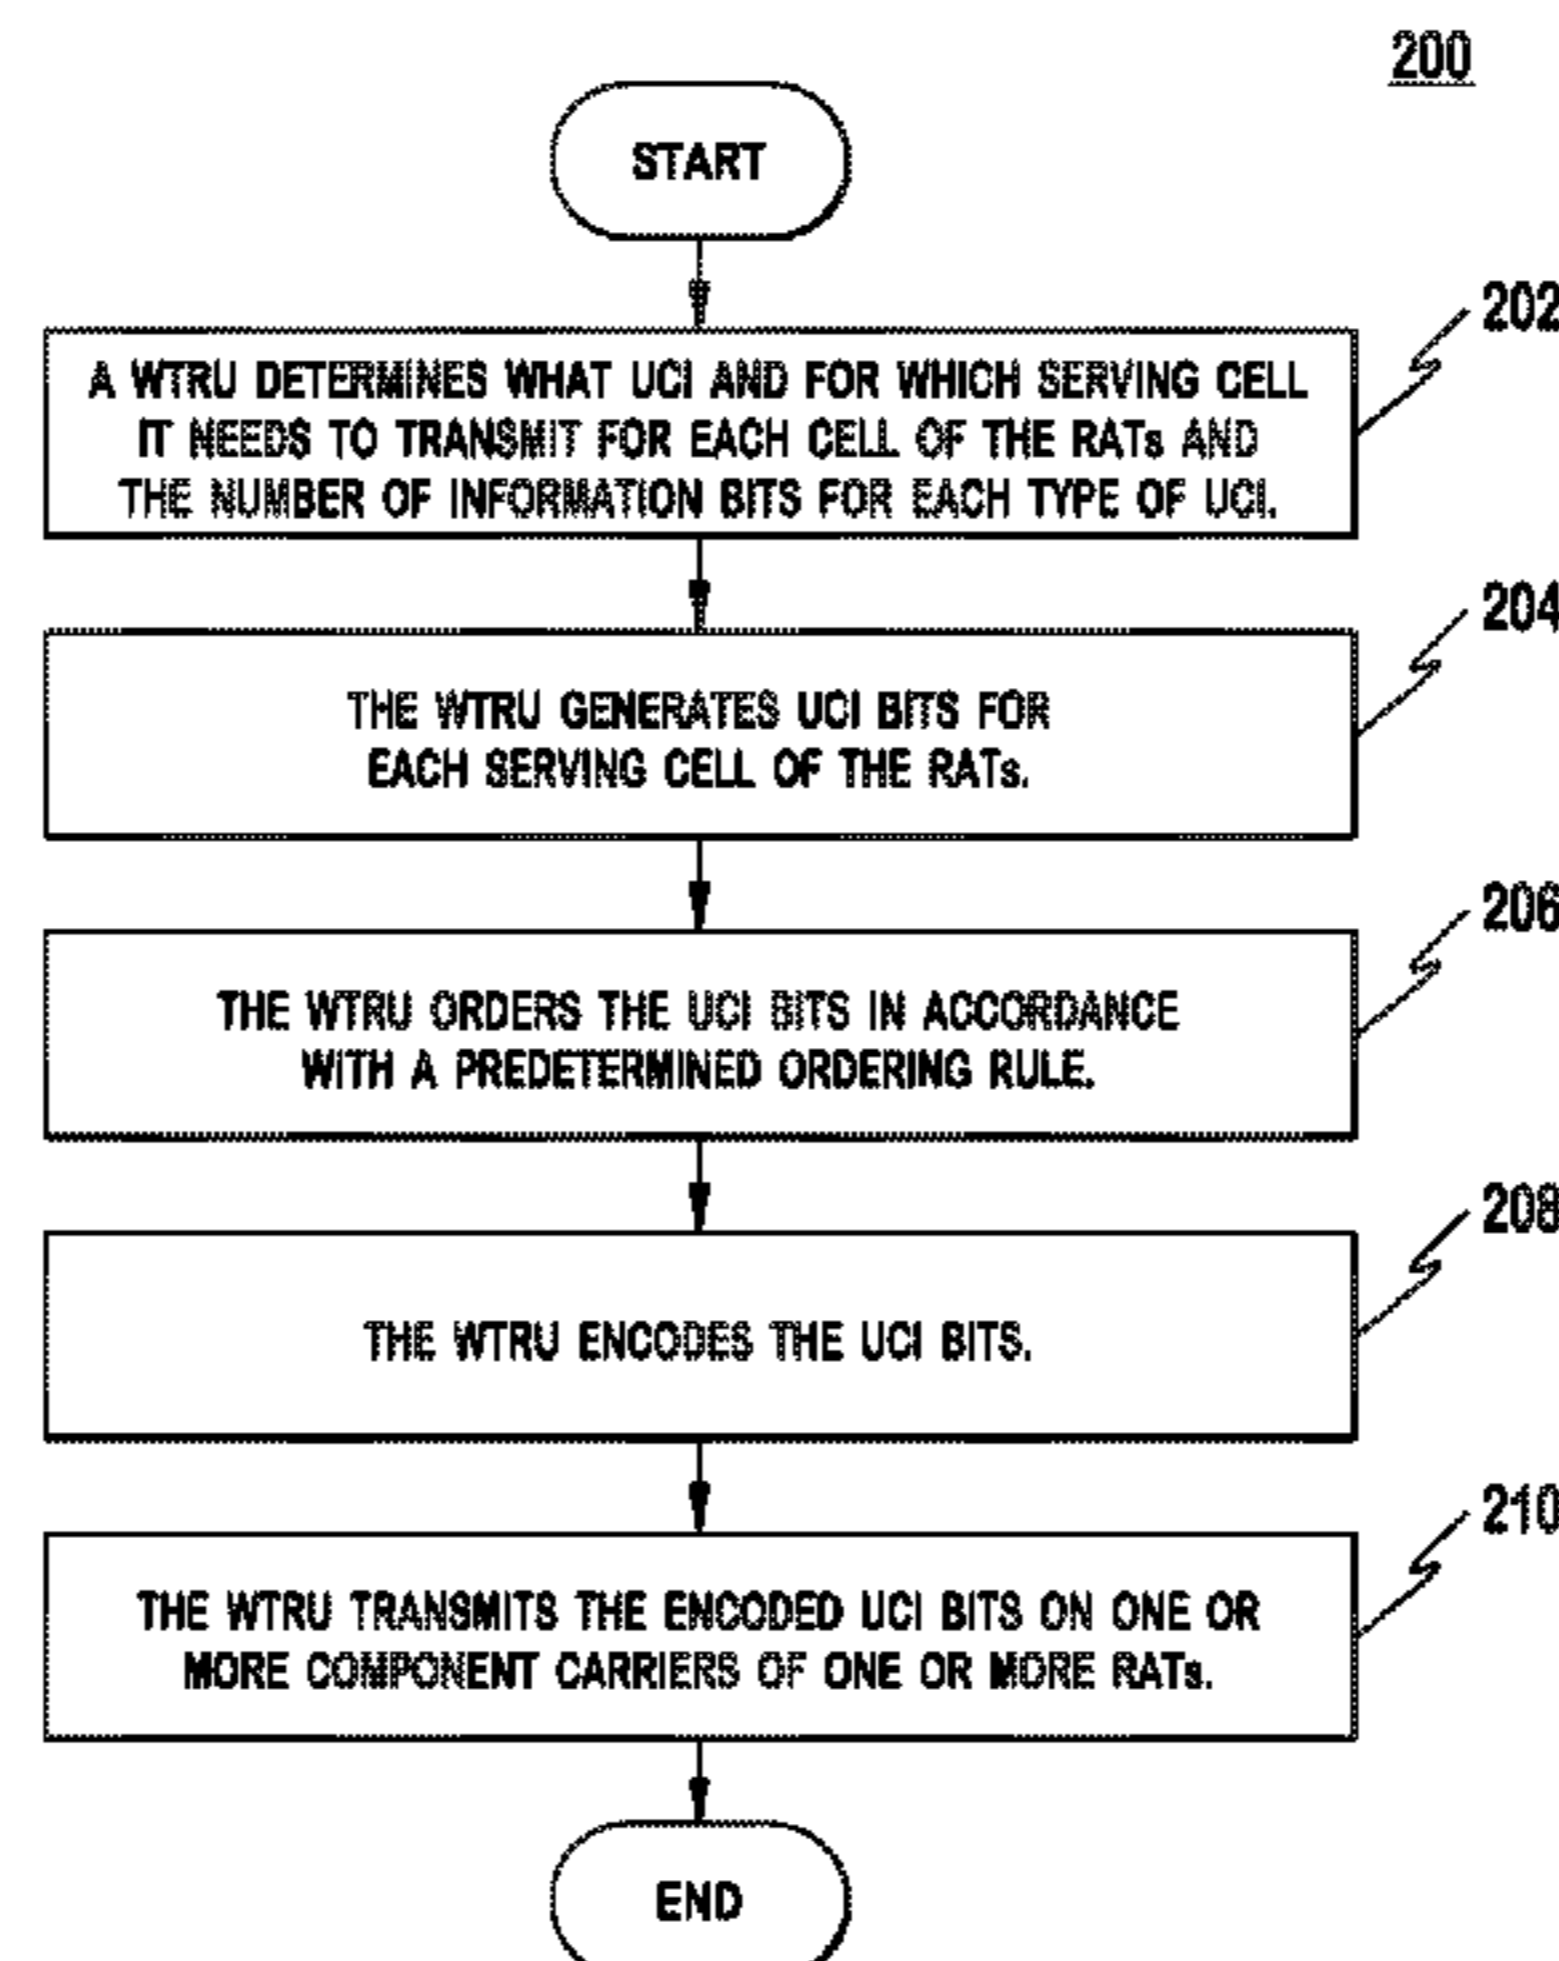 200
START
202
A WTRU DETERMINES WHAT UCI AND FOR WHICH SERVING CELL
IT NEEDS TO TRANSMIT FOR EACH CELL OF THE RATs AND
THE NUMBER OF INFORMATION BITS FOR EACH TYPE OF UCI.
204
THE WTRU GENERATES UCI BITS FOR
EACH SERVING CELL OF THE RATs.
206
THE WTRU ORDERS THE UCI BITS IN ACCORDANCE
WITH A PREDETERMINED ORDERING RULE.
208
THE WTRU ENCODES THE UCI BITS.
210
THE WTRU TRANSMITS THE ENCODED UCI BITS ON ONE OR
MORE COMPONENT CARRIERS OF ONE OR MORE RATs.
END